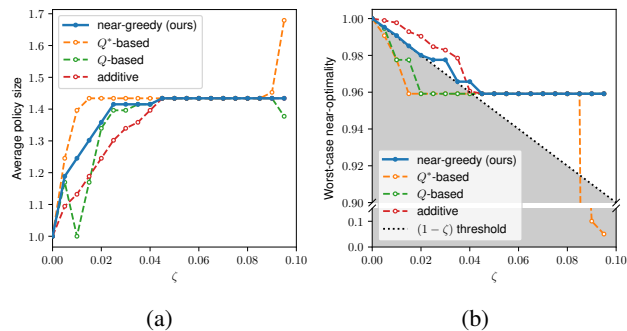 1.7
1.6
1.5
1.4
1.3
1.2
1.1
1.0
Average policy size
near-greedy (ours)
Q*-based
Q-based
additive
0.00 0.02 0.04 0.06 0.08 0.10
ζ
(a)
1.00
0.98
0.96
0.94
0.92
0.90
0.1
0.0
Worst-case near-optimality
near-greedy (ours)
Q*-based
Q-based
additive
(1 − ζ) threshold
0.00 0.02 0.04 0.06 0.08 0.10
ζ
(b)